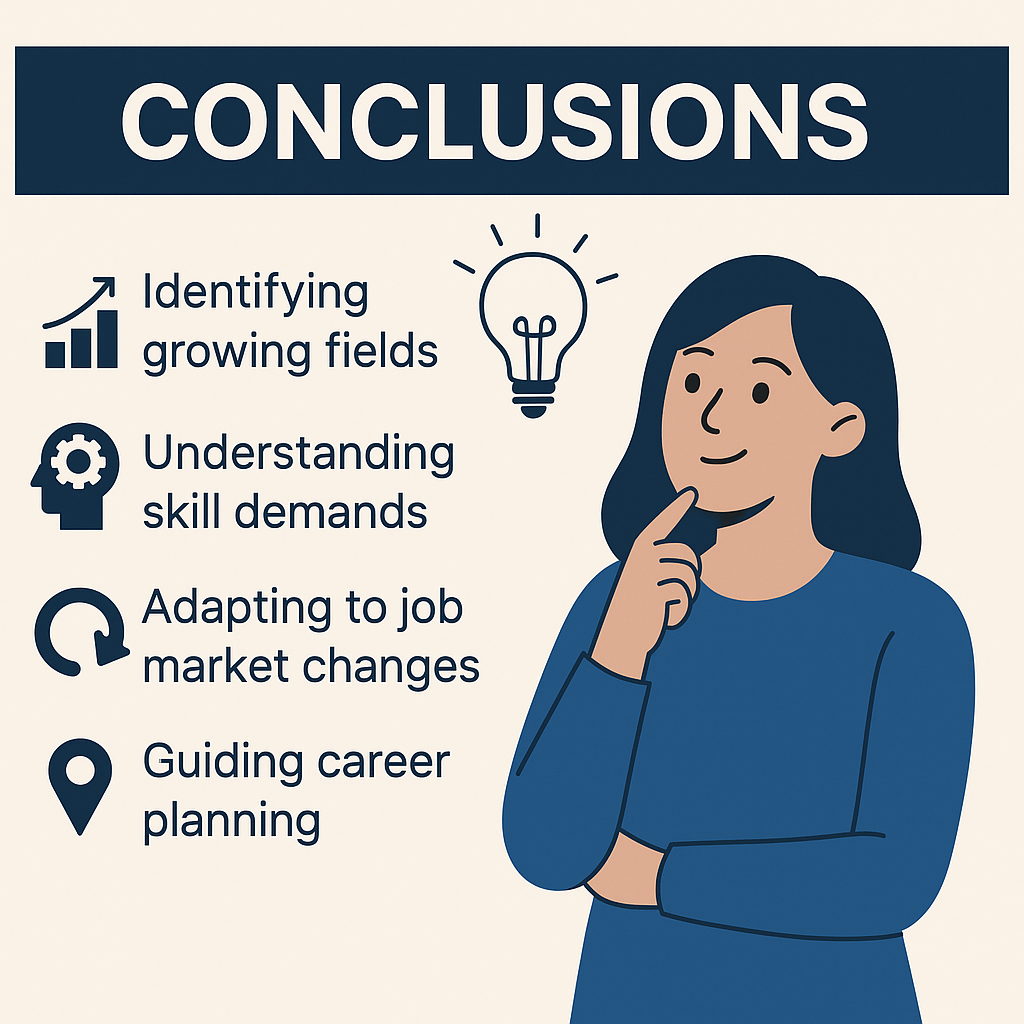 CONCLUSIONS
Identifying
growing fields
Understanding
skill demands
Adapting to job
market changes
Guiding career
planning